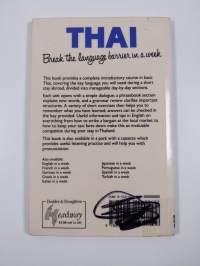 THAI
Break the language barrier in a week
This book provides a complete introductory course in basic
Thai, covering the key language you will need during a short
stay abroad, divided into manageable day-by-day sections.
Each unit opens with a simple dialogue, a phrasebook section
explains new words, and a grammar review clarifies important
structures. A variety of short exercises then helps you to
remember what you have learned, answers can be checked in
the key provided. Useful information and tips in English on
everything from how to strike a bargain at the local market to
how to keep your taxi fares down make this an invaluable
companion during your stay in Thailand.
This book is also available in a pack with a cassette which
provides useful listening practice and will help you with
pronunciation.
Also available:
English in a week
French in a week
German in a week
Greek in a week
Italian in a week
Japanese in a week
Portuguese in a week
Spanish in a week
Turkish in a week
Hodder & Stoughton
Headway